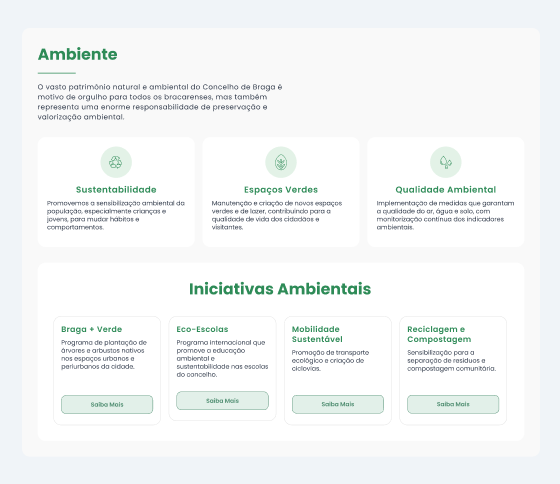 Ambiente
O vasto património natural e ambiental do Concelho de Braga é
motivo de orgulho para todos os bracarenses, mas também
representa uma enorme responsabilidade de preservação e
valorização ambiental.
Sustentabilidade
Promovemos a sensibilização ambiental da
população, especialmente crianças e
jovens, para mudar hábitos e
comportamentos.
Espaços Verdes
Manutenção e criação de novos espaços
verdes e de lazer, contribuindo para a
qualidade de vida dos cidadãos e
visitantes.
Qualidade Ambiental
Implementação de medidas que garantam
a qualidade do ar, água e solo, com
monitorização contínua dos indicadores
ambientais.
Iniciativas Ambientais
Braga + Verde
Programa de plantação de
árvores e arbustos nativos
nos espaços urbanos e
periurbanos da cidade.
Saiba Mais
Eco-Escolas
Programa internacional que
promove a educação
ambiental e
sustentabilidade nas escolas
do concelho.
Saiba Mais
Mobilidade
Sustentável
Promoção de transporte
ecológico e criação de
ciclovias.
Saiba Mais
Reciclagem e
Compostagem
Sensibilização para a
separação de resíduos e
compostagem comunitária.
Saiba Mais